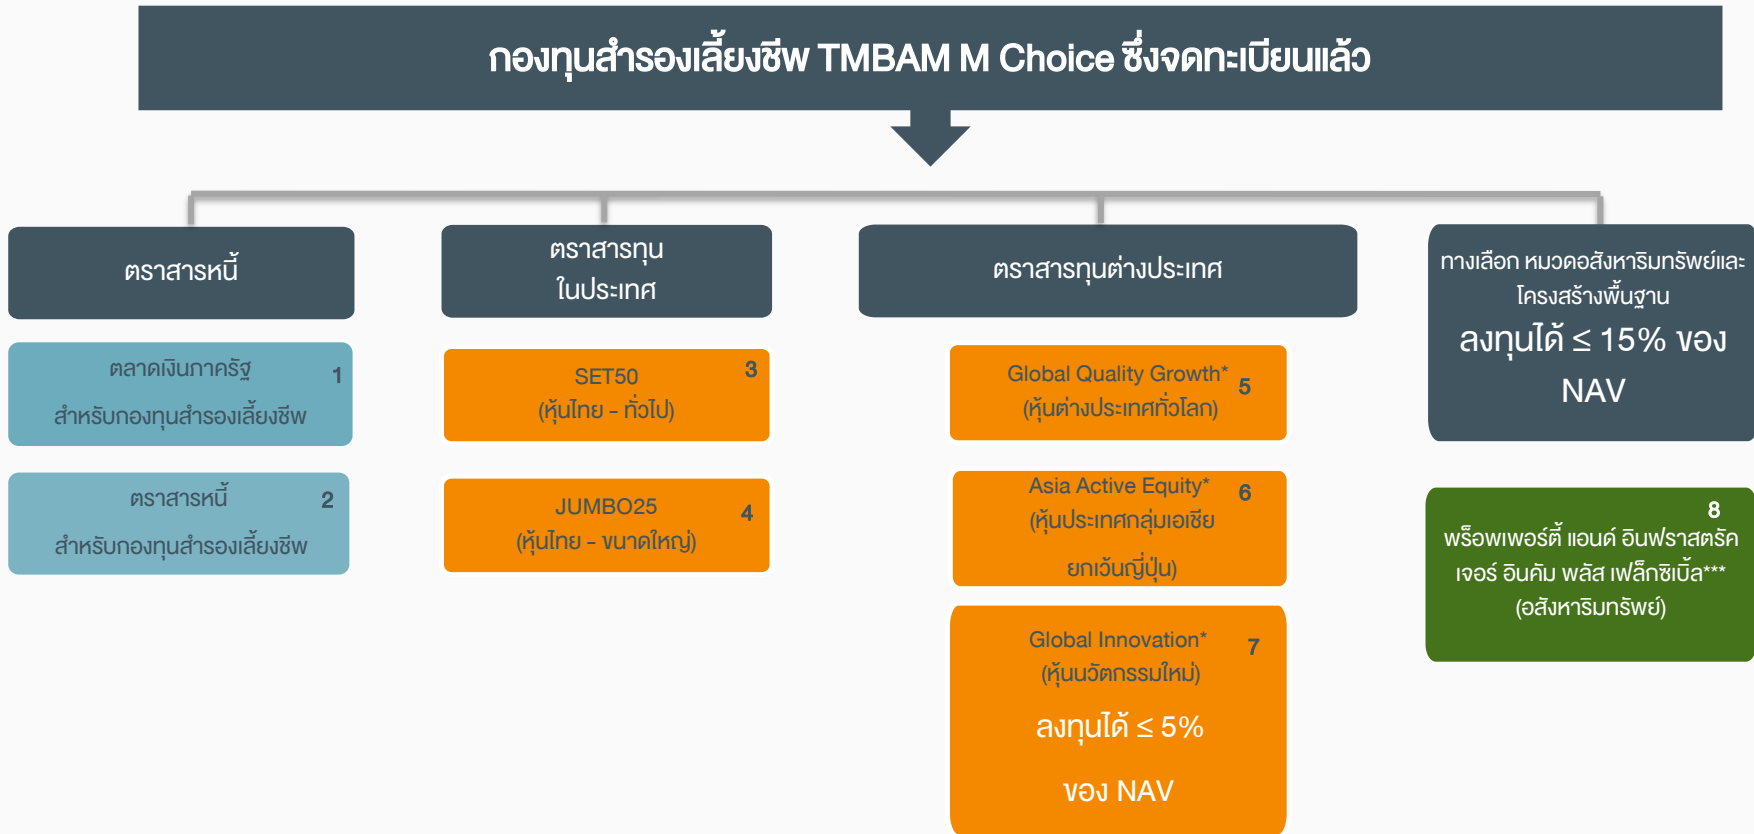 กองทุนสำรองเลี้ยงชีพ TMBAM M Choice ซึ่งจดทะเบียนแล้ว
ตราสารหนี้
ตลาดเงินภาครัฐ 1
สำหรับกองทุนสำรองเลี้ยงชีพ
ตราสารหนี้ 2
สำหรับกองทุนสำรองเลี้ยงชีพ
ตราสารทุน
ในประเทศ
SET50 3
(หุ้นไทย - ทั่วไป)
JUMBO25 4
(หุ้นไทย - ขนาดใหญ่)
ตราสารทุนต่างประเทศ
Global Quality Growth* 5
(หุ้นต่างประเทศทั่วโลก)
Asia Active Equity* 6
(หุ้นประเทศกลุ่มเอเชีย
ยกเว้นญี่ปุ่น)
Global Innovation* 7
(หุ้นนวัตกรรมใหม่)
ลงทุนได้ ≤ 5%
ของ NAV
ทางเลือก หมวดอสังหาริมทรัพย์และ
โครงสร้างพื้นฐาน
ลงทุนได้ ≤ 15% ของ
NAV
8
พร็อพเพอร์ตี้ แอนด์ อินฟราสตรัค
เจอร์ อินคัม พลัส เฟล็กซิเบิ้ล***
(อสังหาริมทรัพย์)